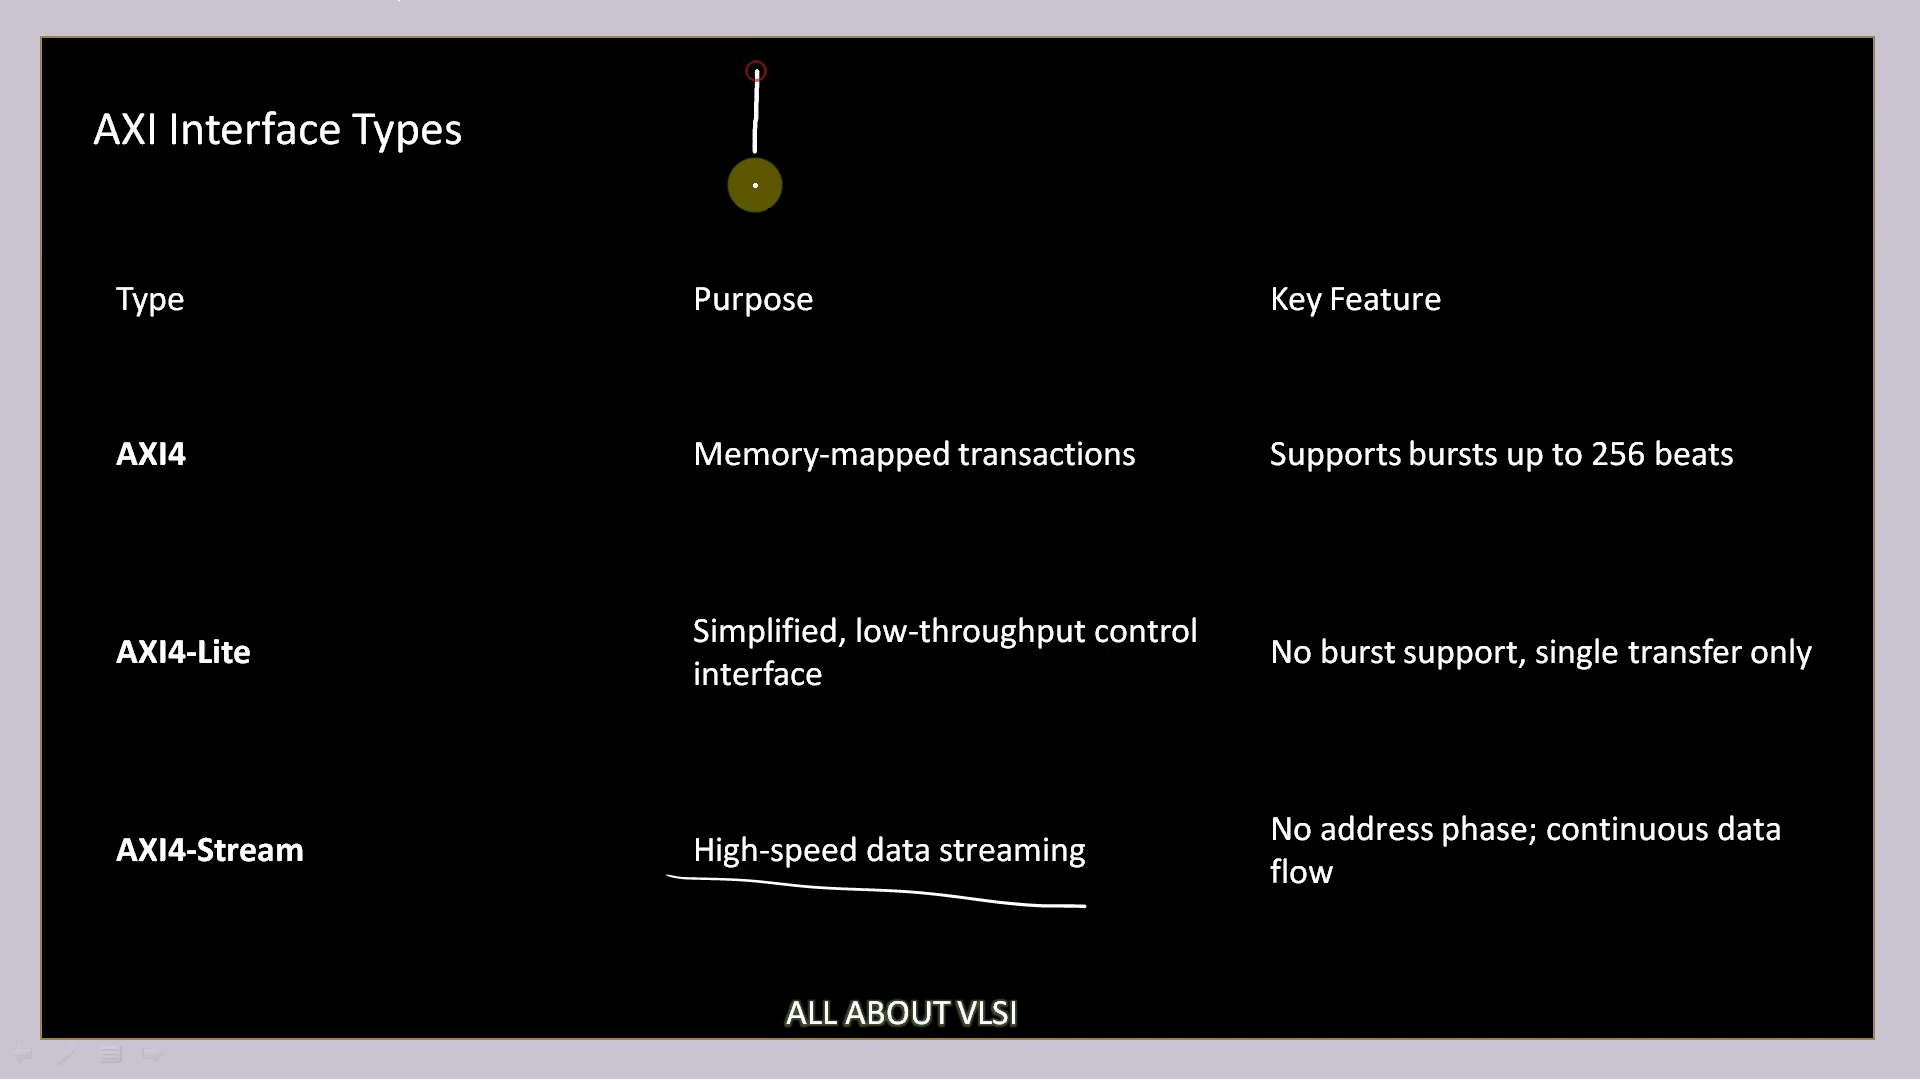 AXI Interface Types
Type Purpose Key Feature
AXI4 Memory-mapped transactions Supports bursts up to 256 beats
AXI4-Lite Simplified, low-throughput control interface No burst support, single transfer only
AXI4-Stream High-speed data streaming No address phase; continuous data flow
ALL ABOUT VLSI